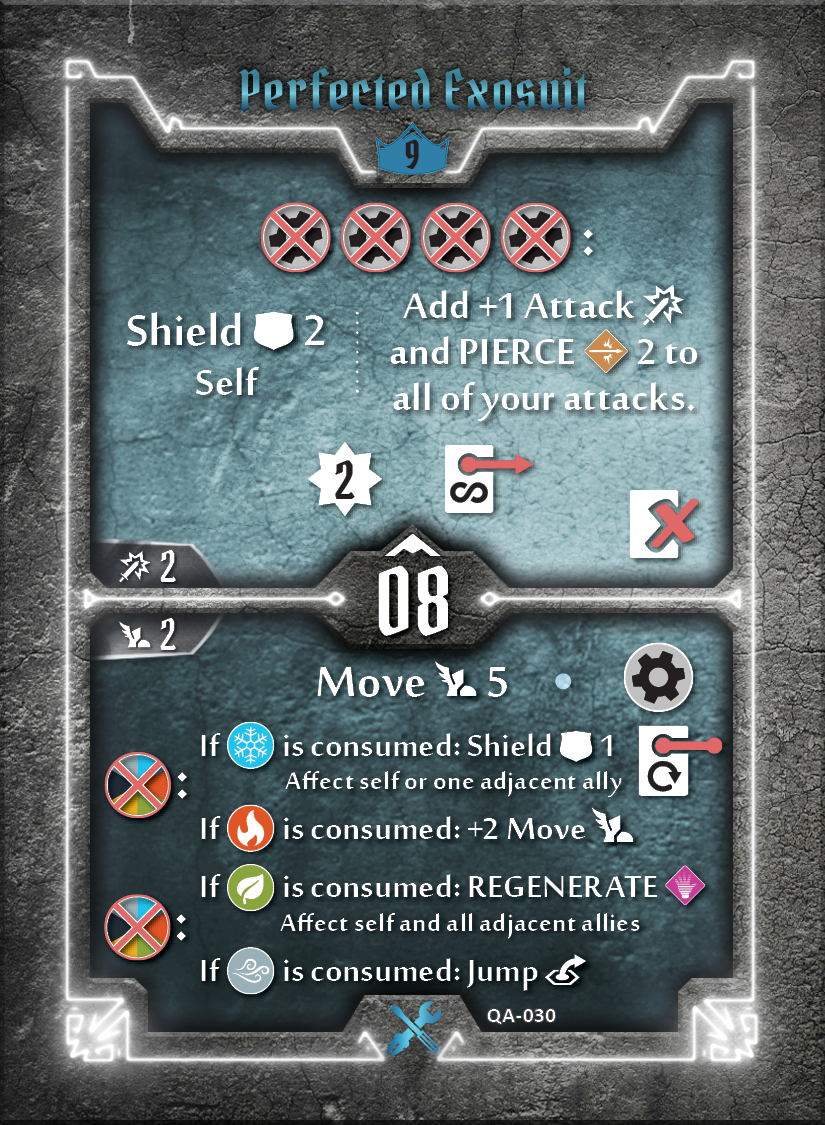 Perfected Exosuit
9
:
Shield 2
Self
Add +1 Attack
and PIERCE 2 to
all of your attacks.
2
2
08
2
Move 5
: If is consumed: Shield 1
Affect self or one adjacent ally
If is consumed: +2 Move
: If is consumed: REGENERATE
Affect self and all adjacent allies
If is consumed: Jump
QA-030